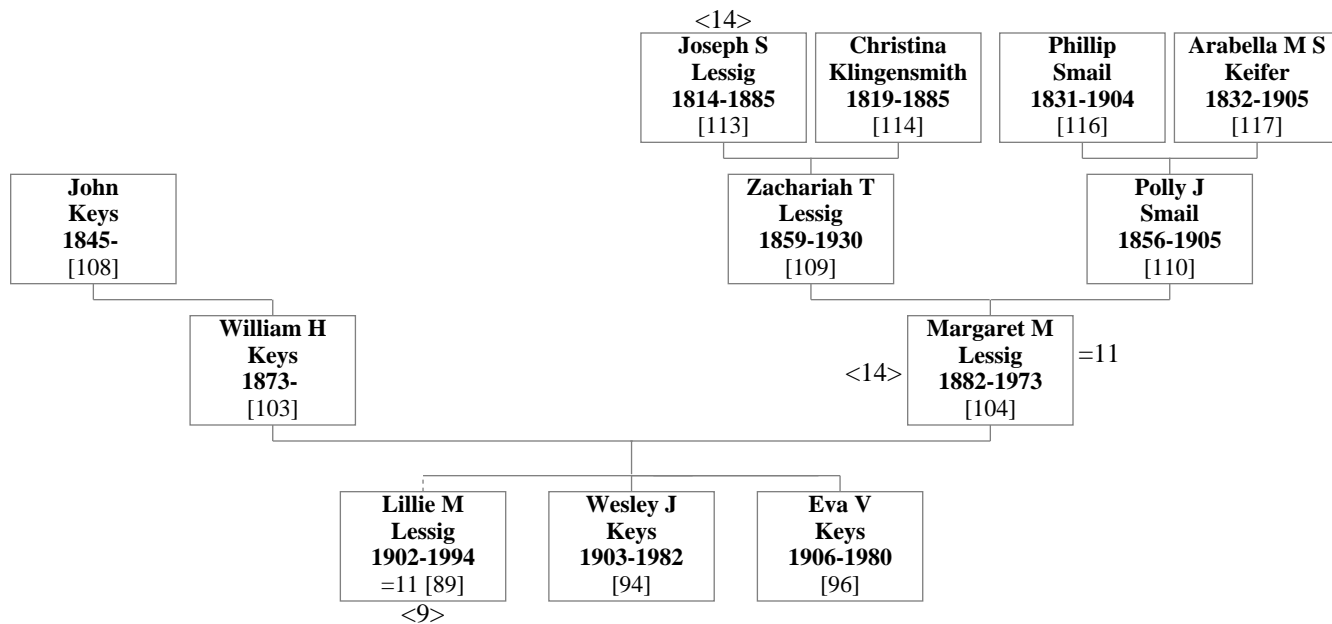 <14>
Joseph S
Lessig
1814-1885
[113]
Christina
Klingensmith
1819-1885
[114]
Phillip
Smail
1831-1904
[116]
Arabella M S
Keifer
1832-1905
[117]
John
Keys
1845-
[108]
Zachariah T
Lessig
1859-1930
[109]
Polly J
Smail
1856-1905
[110]
William H
Keys
1873-
[103]
<14>
Margaret M
Lessig
1882-1973
[104]
=11
Lillie M
Lessig
1902-1994
=11 [89]
<9>
Wesley J
Keys
1903-1982
[94]
Eva V
Keys
1906-1980
[96]